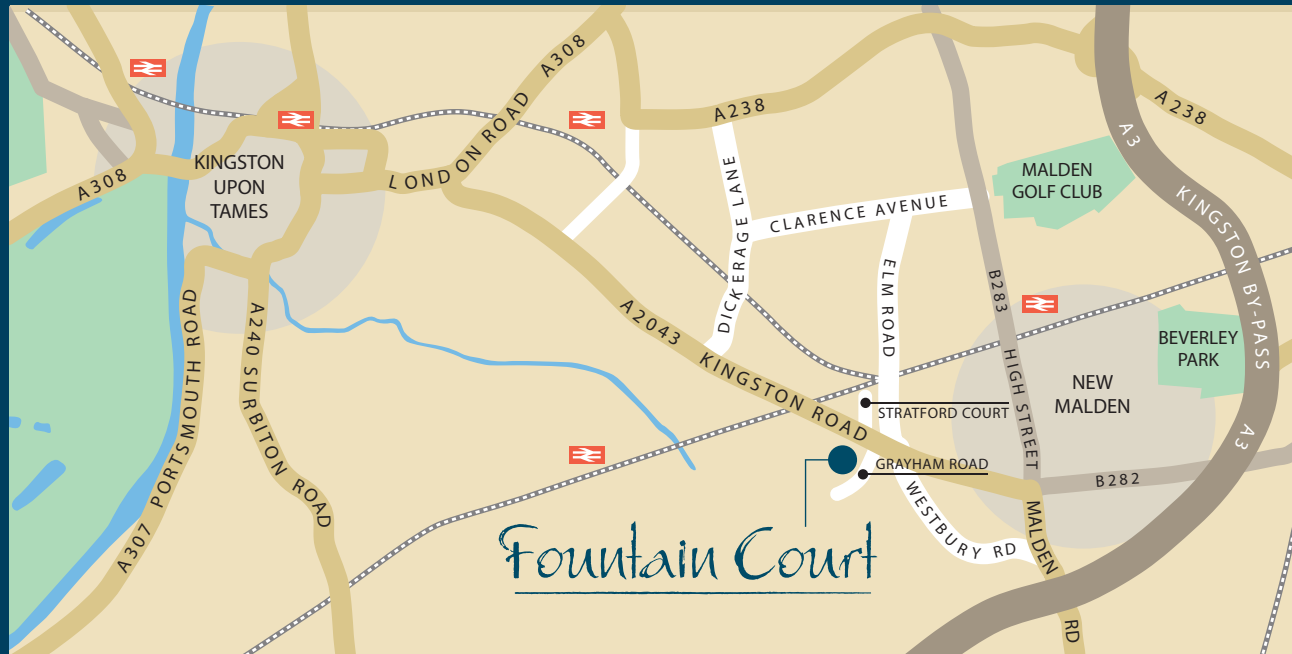 A308
A238
A238
A3
LONDON ROAD
KINGSTON
UPON
TAMES
A308
MALDEN
GOLF CLUB
DICKERAGE LANE
CLARENCE AVENUE
KINGSTON BY-PASS
ELM ROAD
B283
HIGH STREET
A307 PORTSMOUTH ROAD
A240 SURBITON ROAD
A2043 KINGSTON ROAD
BEVERLEY
PARK
NEW
MALDEN
STRATFORD COURT
A3
GRAYHAM ROAD
B282
WESTBURY RD
MALDEN RD
Fountain Court